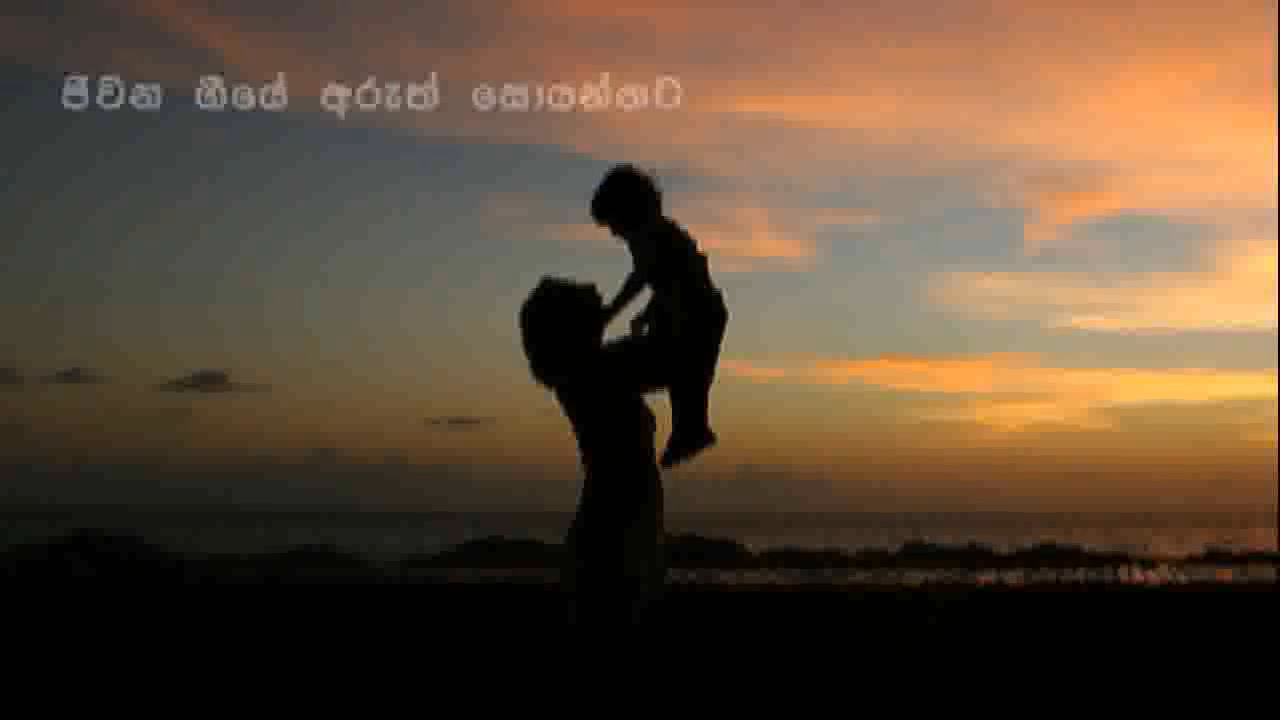 ජීවන ගීයේ අරුත් සොයන්නට